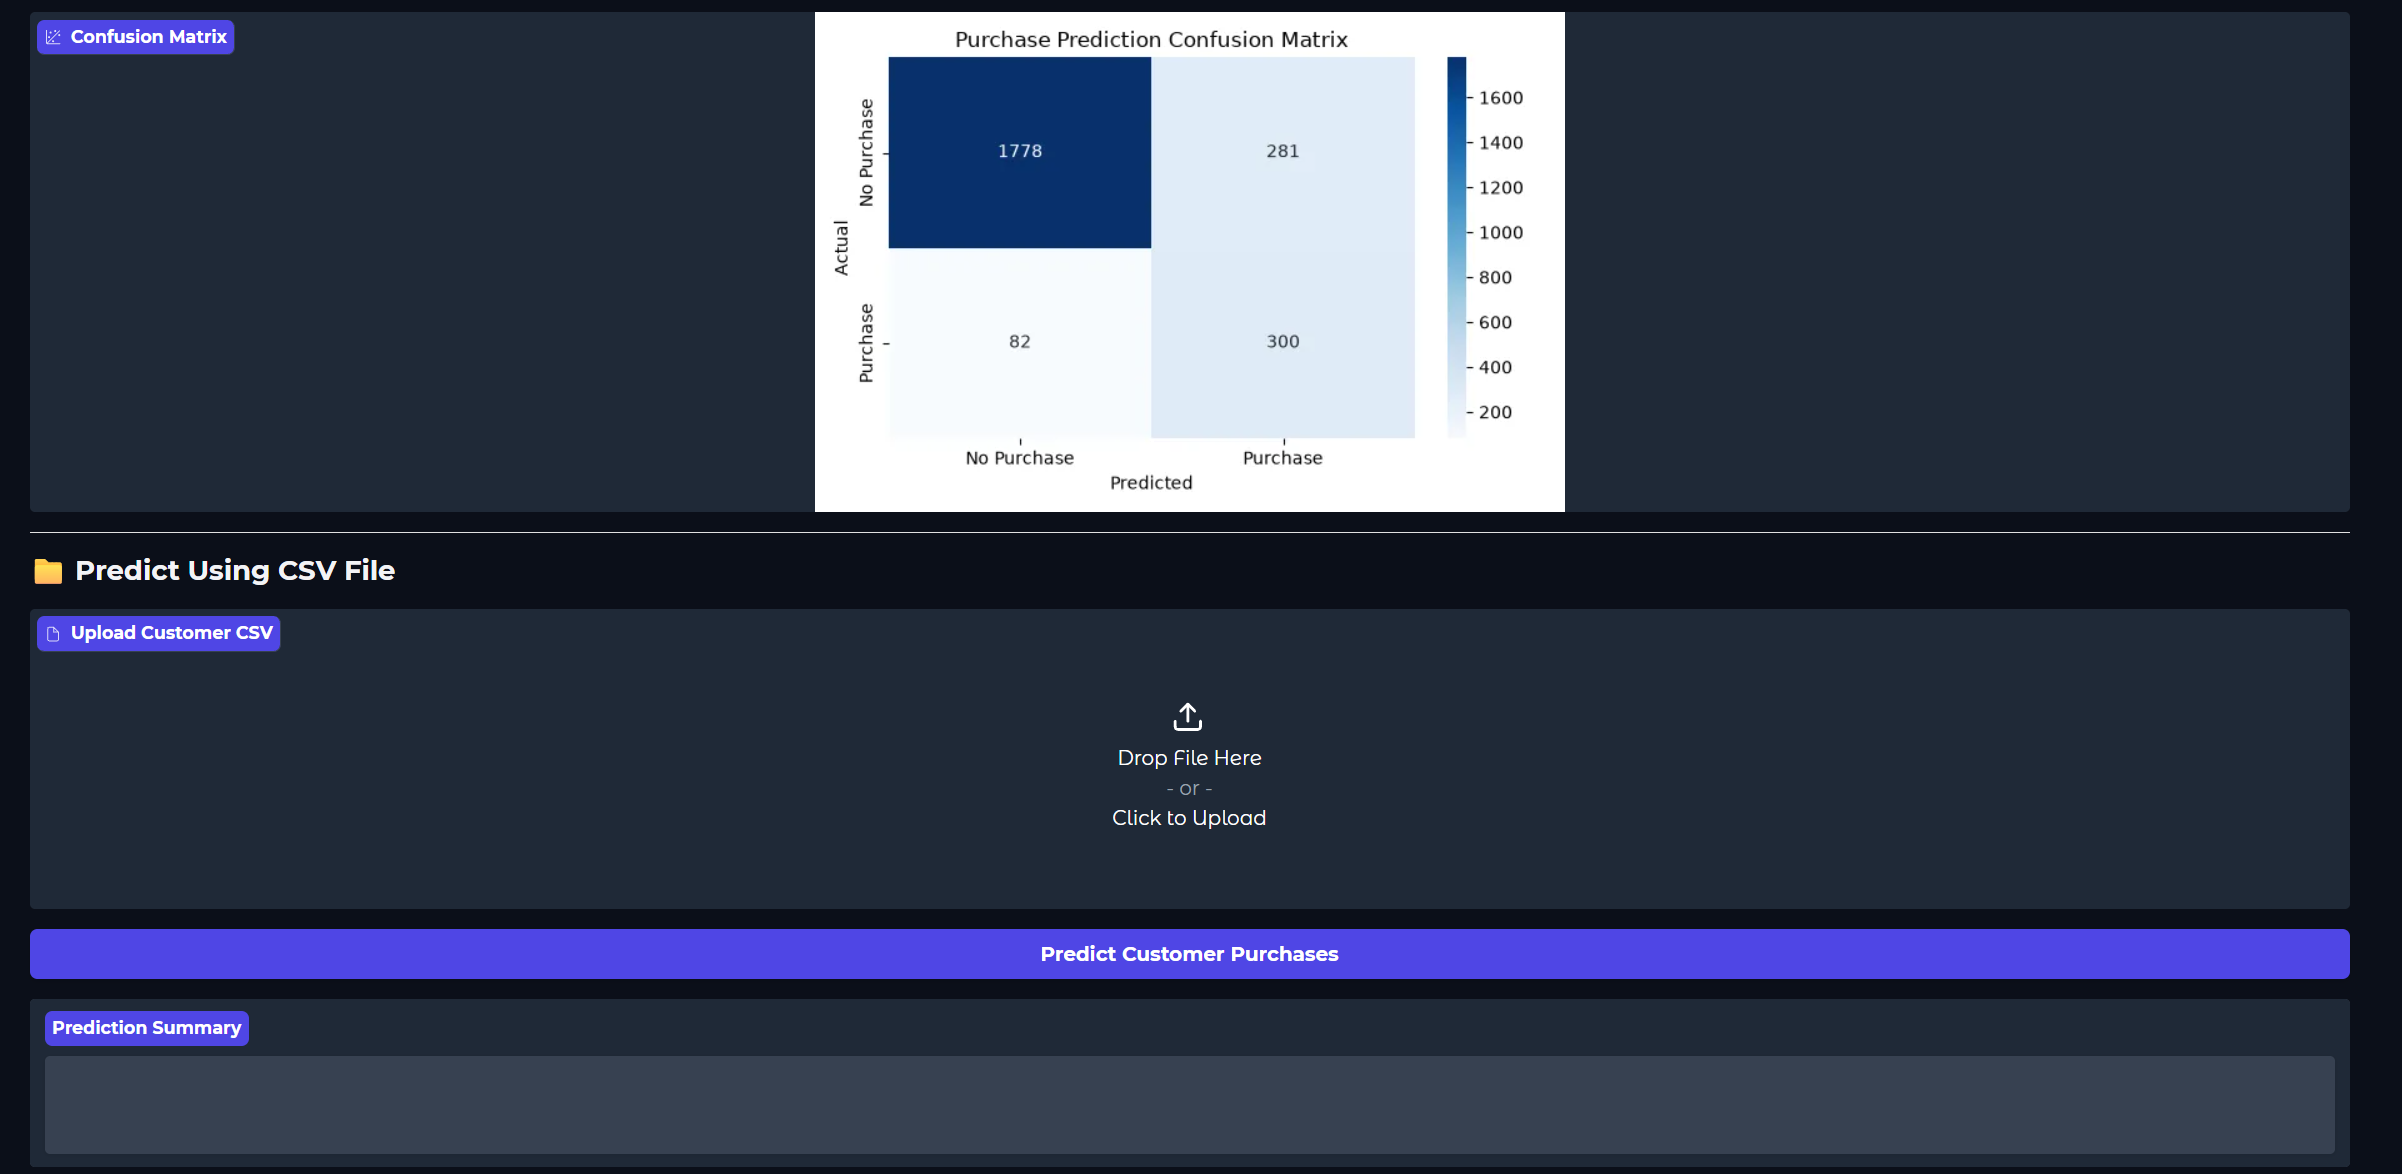 Confusion Matrix
Purchase Prediction Confusion Matrix
No Purchase
Purchase
Actual
1778
281
82
300
No Purchase
Purchase
Predicted
1600
1400
1200
1000
800
600
400
200
Predict Using CSV File
Upload Customer CSV
Drop File Here
- or -
Click to Upload
Predict Customer Purchases
Prediction Summary